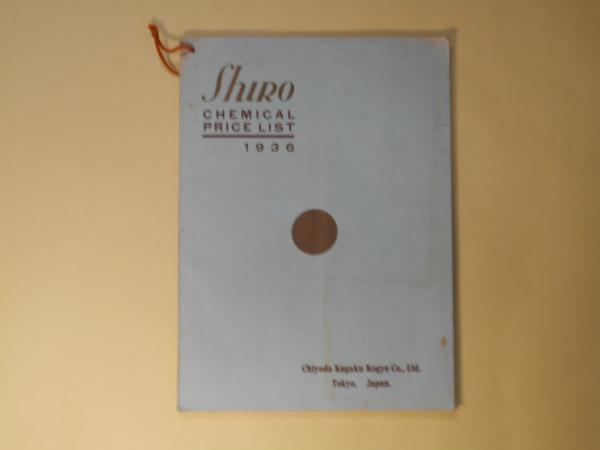 Shiro
CHEMICAL
PRICE LIST
1936
Chiyoda Kagaku Kogyo Co., Ltd.
Tokyo, Japan.